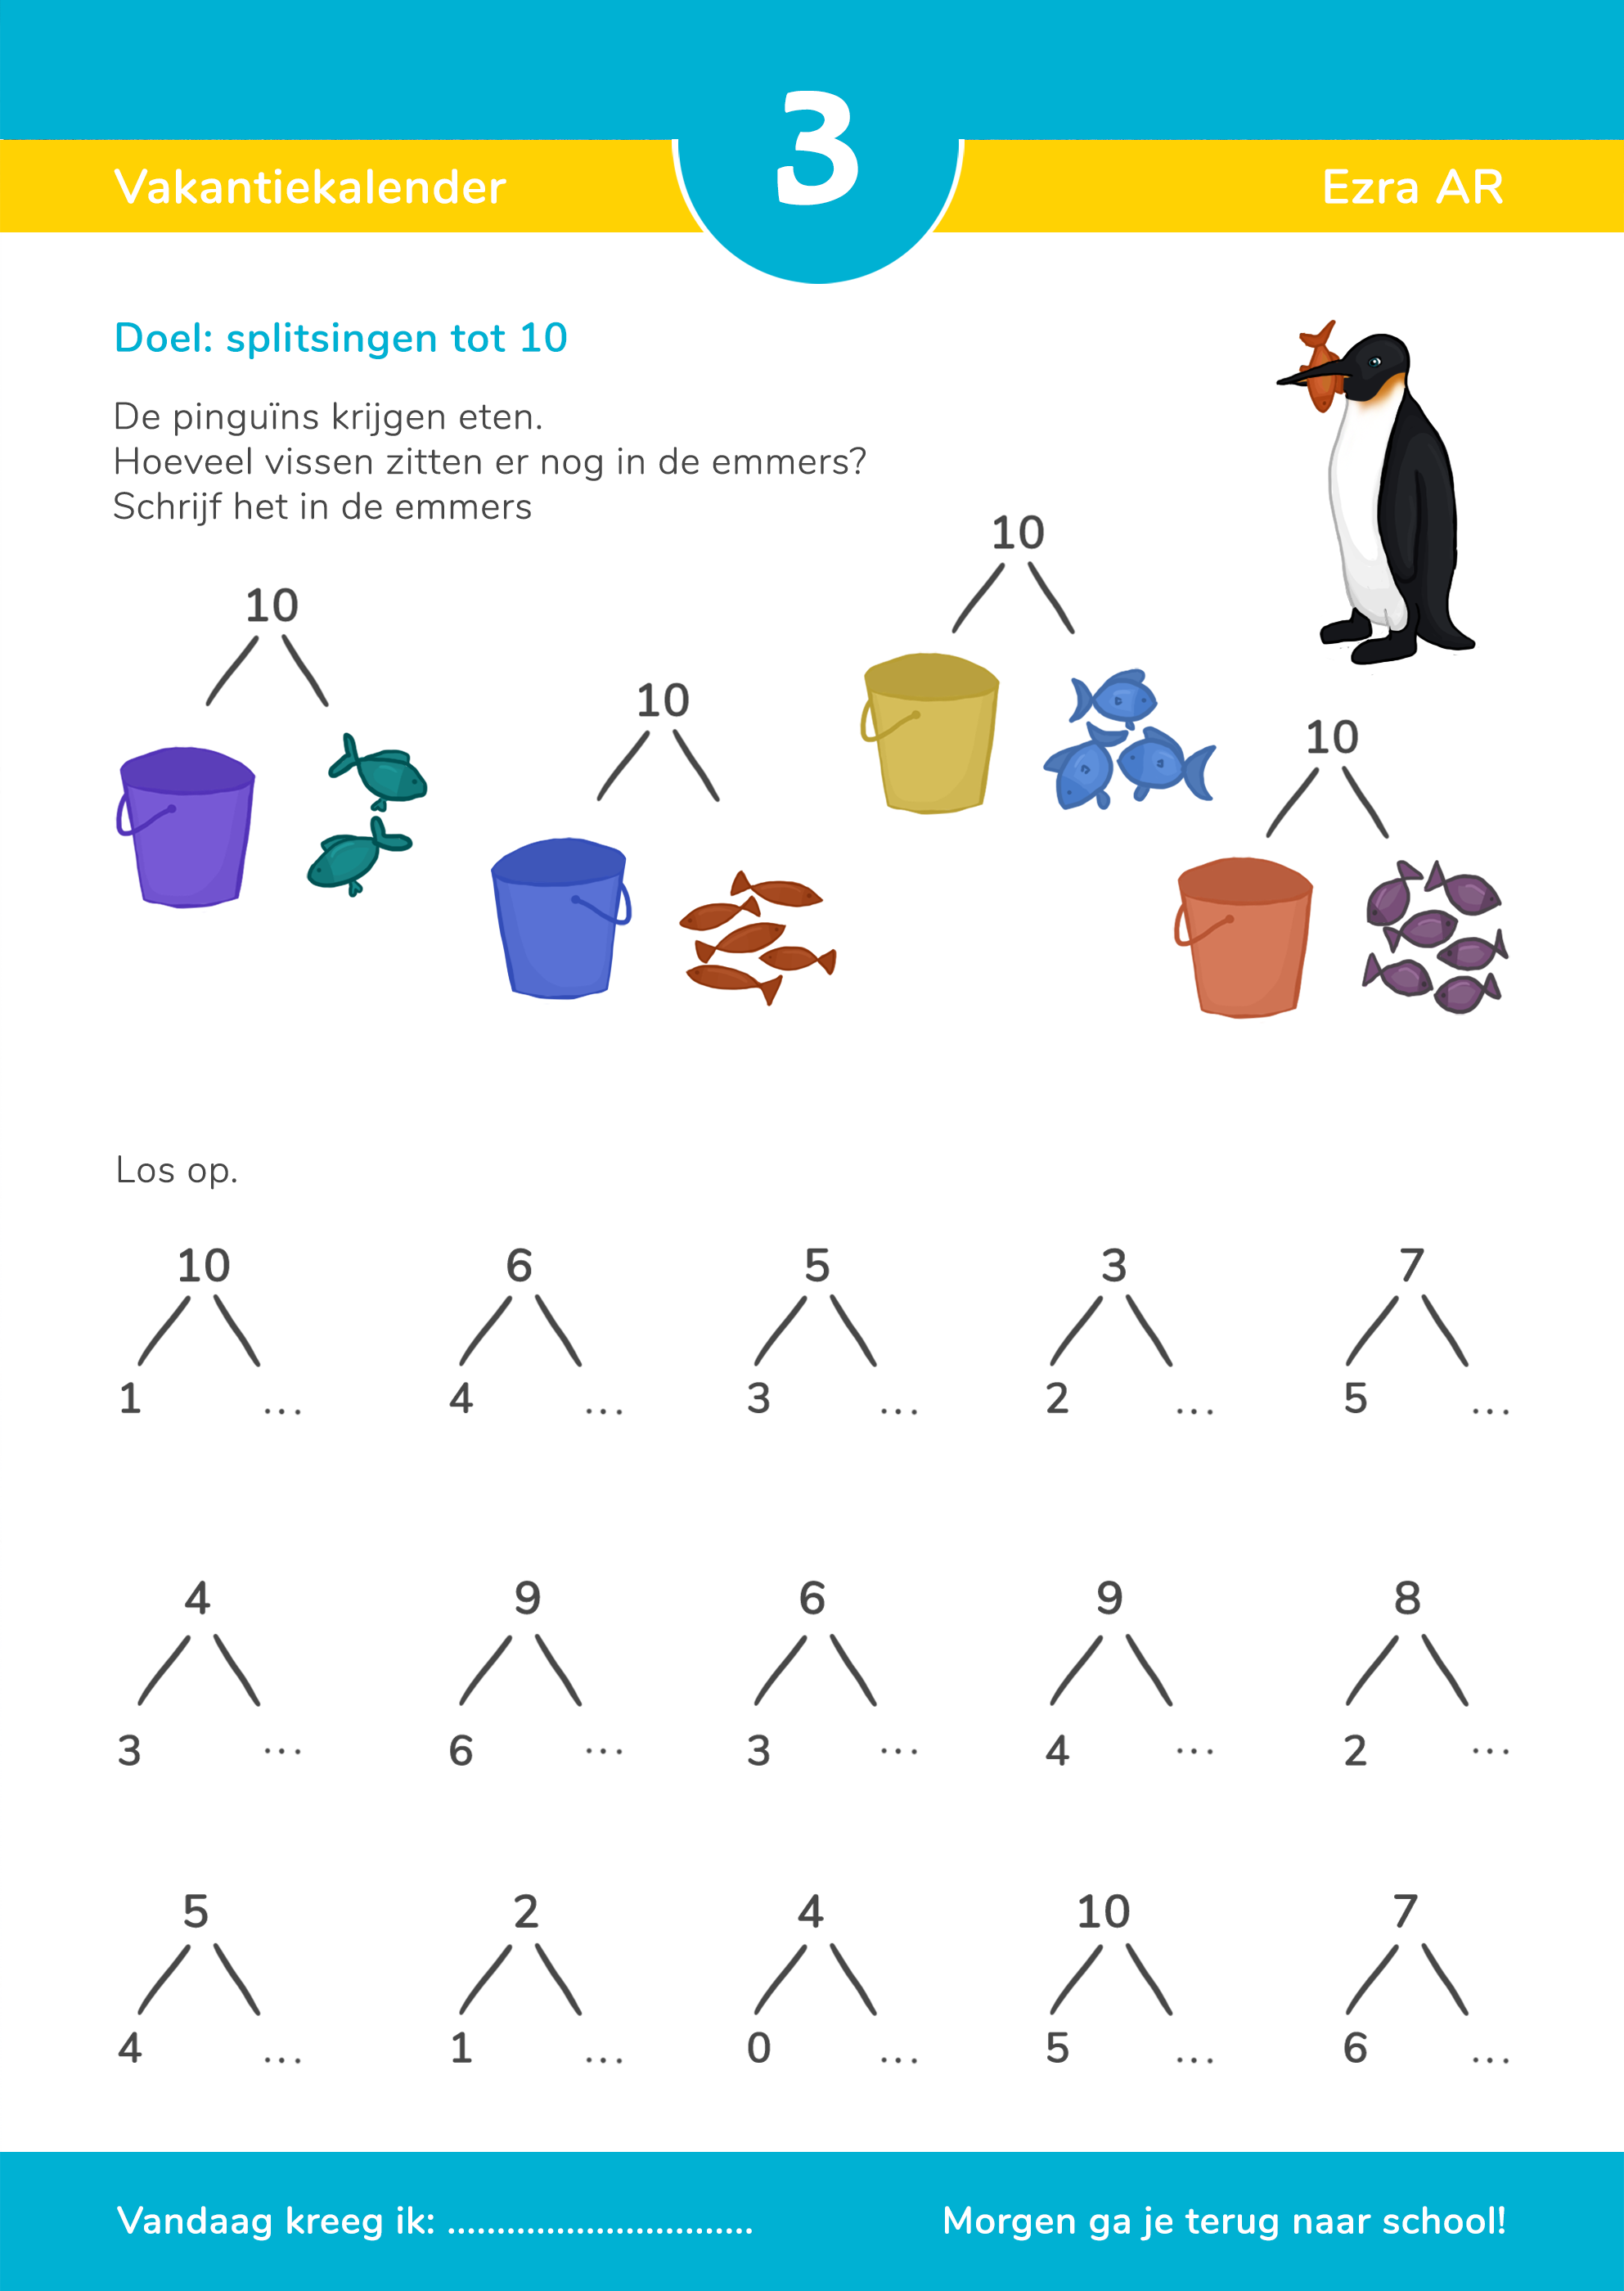 3
Vakantiekalender
Ezra AR
Doel: splitsingen tot 10
De pinguïns krijgen eten.
Hoeveel vissen zitten er nog in de emmers?
Schrijf het in de emmers
10
10
10
10
Los op.
10 6 5 3 7
1 ... 4 ... 3 ... 2 ... 5 ...
4 9 6 9 8
3 ... 6 ... 3 ... 4 ... 2 ...
5 2 4 10 7
4 ... 1 ... 0 ... 5 ... 6 ...
Vandaag kreeg ik: ...............................
Morgen ga je terug naar school!